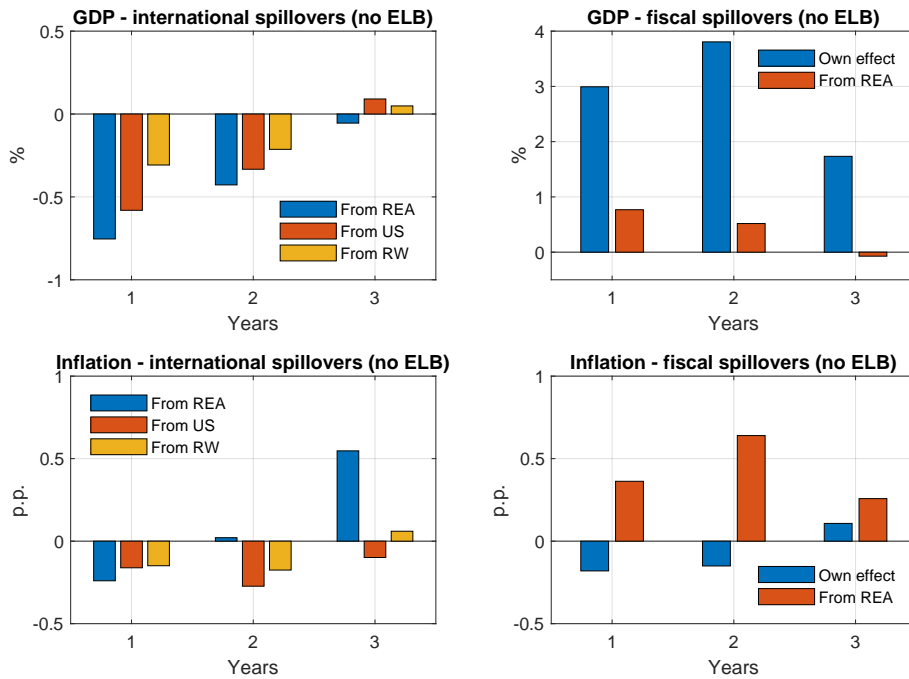 GDP - international spillovers (no ELB)
0.5
0
-0.5
-1
%
From REA
From US
From RW
1 2 3
Years
GDP - fiscal spillovers (no ELB)
4
3
2
1
0
%
Own effect
From REA
1 2 3
Years
Inflation - international spillovers (no ELB)
1
0.5
0
-0.5
p.p.
From REA
From US
From RW
1 2 3
Years
Inflation - fiscal spillovers (no ELB)
1
0.5
0
-0.5
p.p.
Own effect
From REA
1 2 3
Years